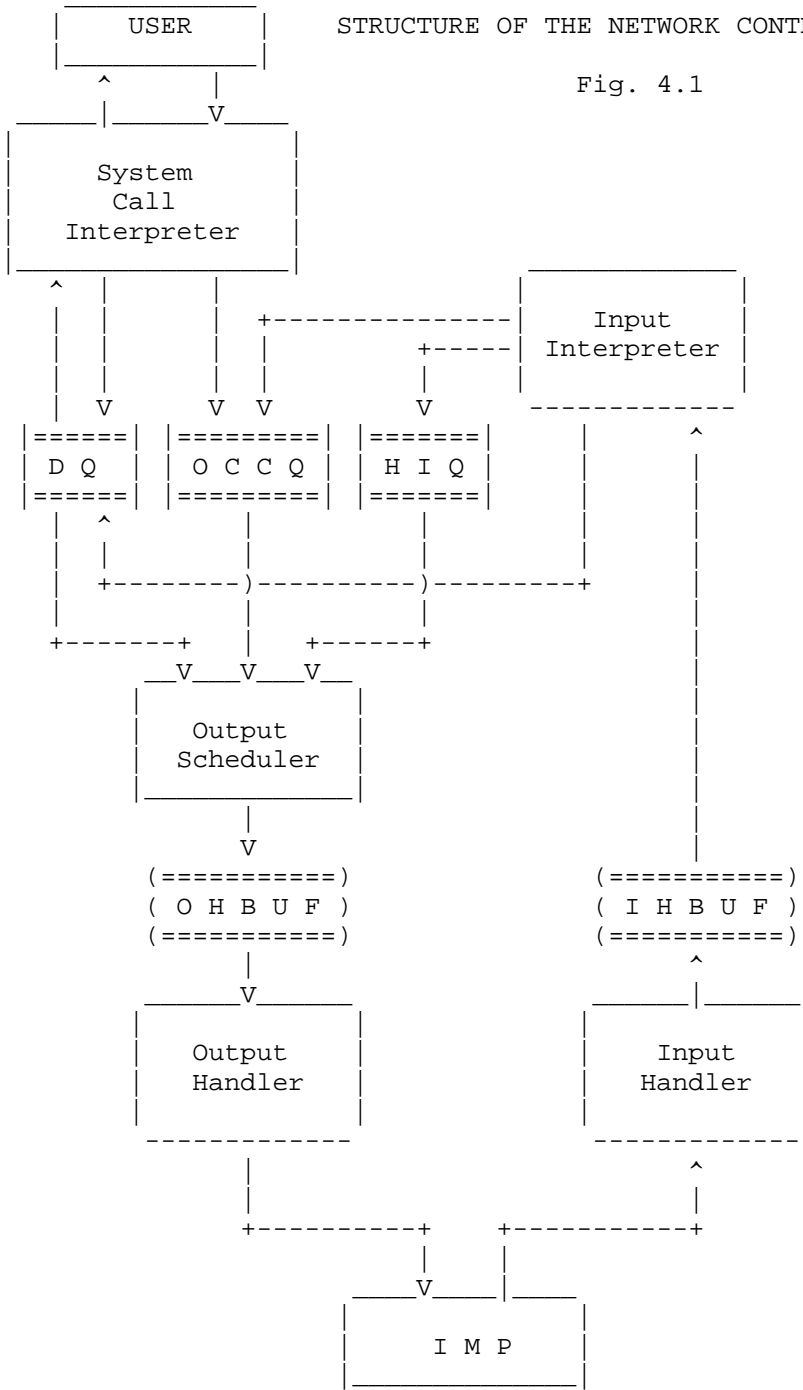 USER
STRUCTURE OF THE NETWORK
Fig. 4.1
System
Call
Interpreter
Input
Interpreter
D Q
O C C Q
H I Q
Output
Scheduler
O H B U F
I H B U F
Output
Handler
Input
Handler
I M P